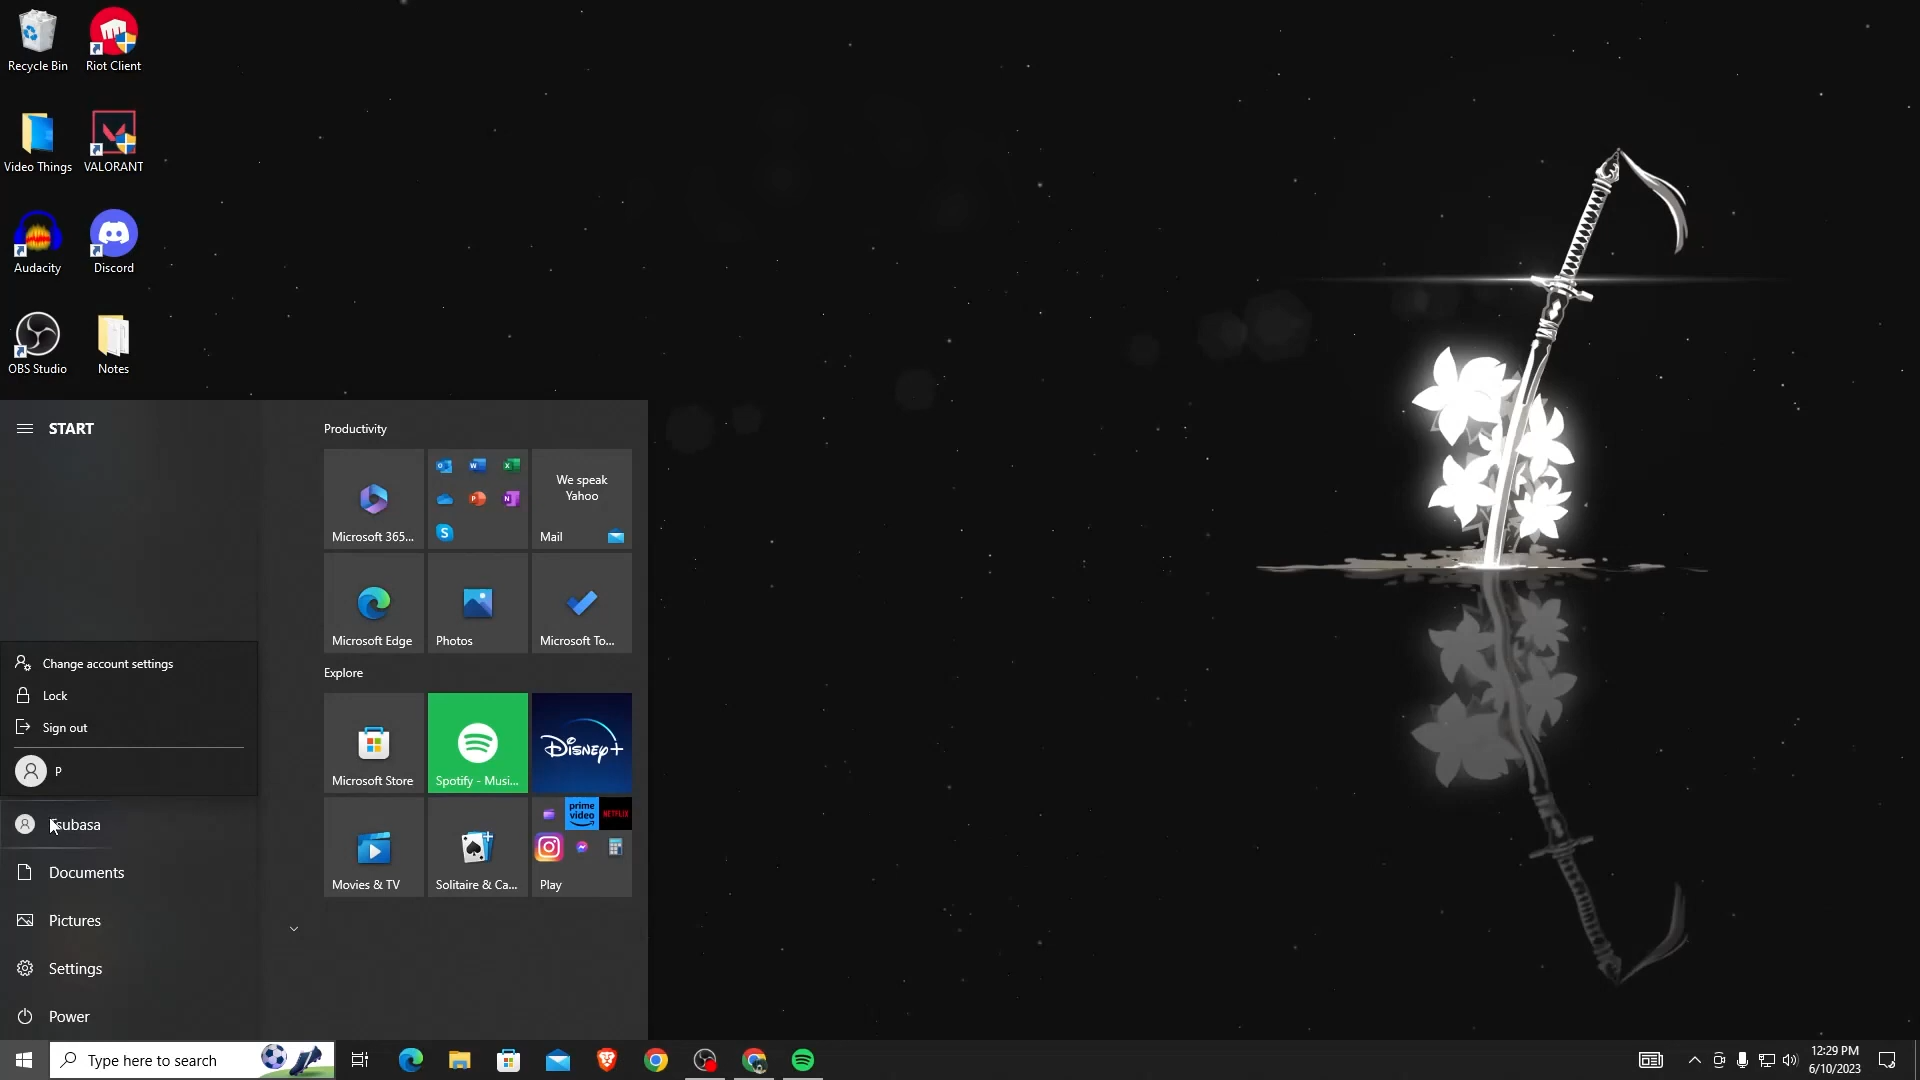 Recycle Bin
Riot Client
Video Things
VALORANT
Audacity
Discord
OBS Studio
Notes
START
Change account settings
Lock
Sign out
P
subasa
Documents
Pictures
Settings
Power
Productivity
Microsoft 365...
We speak
Yahoo
Mail
Microsoft Edge
Photos
Microsoft To...
Explore
Microsoft Store
Spotify - Musi...
Disney+
Movies & TV
Solitaire & Ca...
prime
video
NETFLIX
Play
Type here to search
12:29 PM
6/10/2023